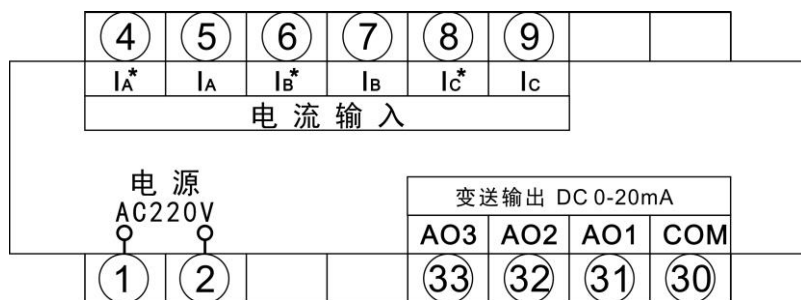 4 5 6 7 8 9
IA* IA IB* IB IC* IC
电流输入
电源
AC220V
变送输出 DC 0-20mA
AO3 AO2 AO1 COM
1 2 33 32 31 30